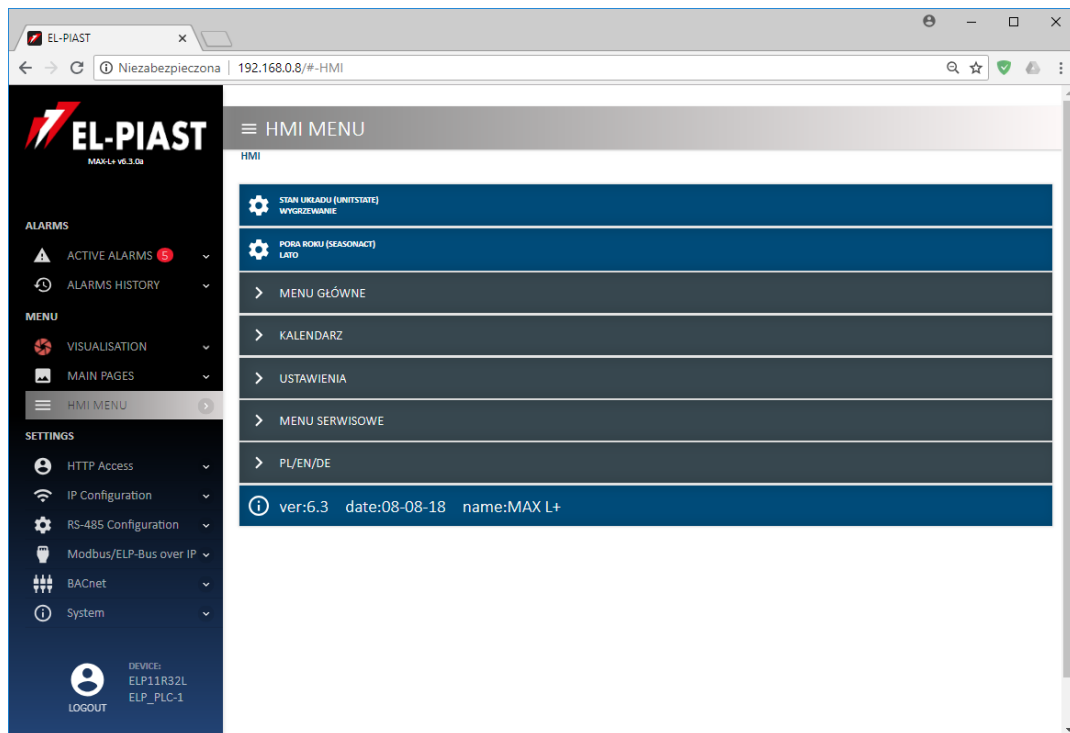 EL-PIAST
Niezabezpieczona | 192.168.0.8/#-HMI
EL-PIAST
MAX-L+ v6.3.0a
ALARMS
ACTIVE ALARMS 5
ALARMS HISTORY
MENU
VISUALISATION
MAIN PAGES
HMI MENU
SETTINGS
HTTP Access
IP Configuration
RS-485 Configuration
Modbus/ELP-Bus over IP
BACnet
System
LOGOUT
DEVICE:
ELP11R32L
ELP_PLC-1
HMI MENU
HMI
STAN UKŁADU (UNITSTATE)
WYGRZEWANIE
PORA ROKU (SEASONACT)
LATO
MENU GŁÓWNE
KALENDARZ
USTAWIENIA
MENU SERWISOWE
PL/EN/DE
ver:6.3 date:08-08-18 name:MAX L+